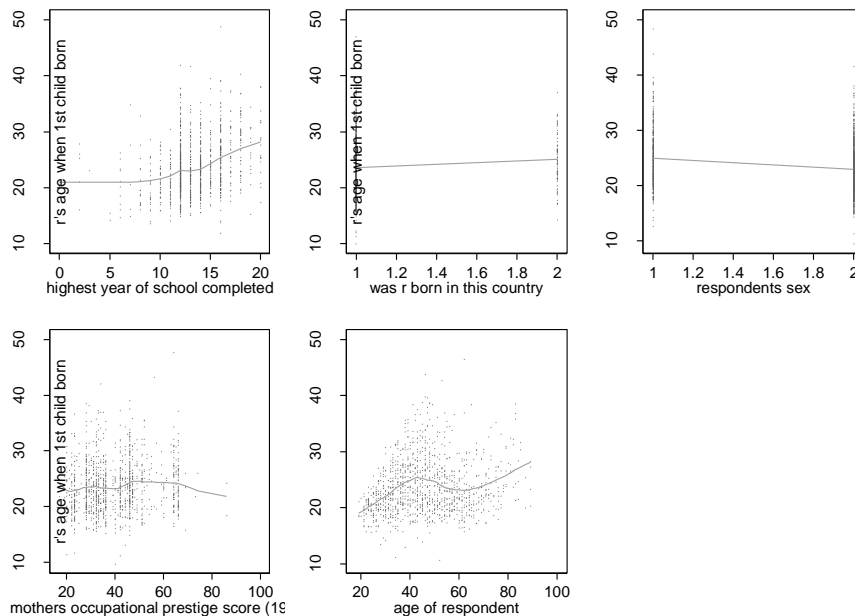 r's age when 1st child born
10 20 30 40 50
0 5 10 15 20
highest year of school completed
r's age when 1st child born
10 20 30 40 50
1 1.2 1.4 1.6 1.8 2
was r born in this country
10 20 30 40 50
1 1.2 1.4 1.6 1.8 2
respondents sex
r's age when 1st child born
10 20 30 40 50
20 40 60 80 100
mothers occupational prestige score (19
10 20 30 40 50
20 40 60 80 100
age of respondent